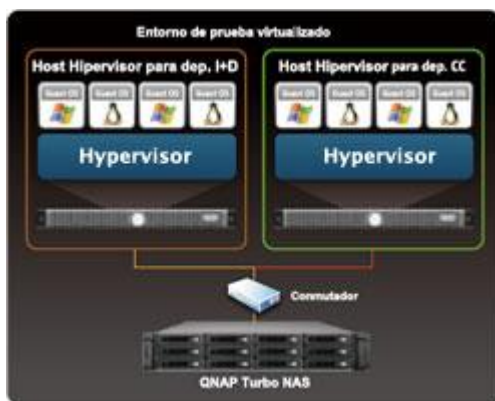 Entorno de prueba virtualizado
Host Hipervisor para dep. I+D
Host Hipervisor para dep. CC
Guest OS
Guest OS
Guest OS
Guest OS
Guest OS
Guest OS
Guest OS
Guest OS
Hypervisor
Hypervisor
Conmutador
QNAP Turbo NAS